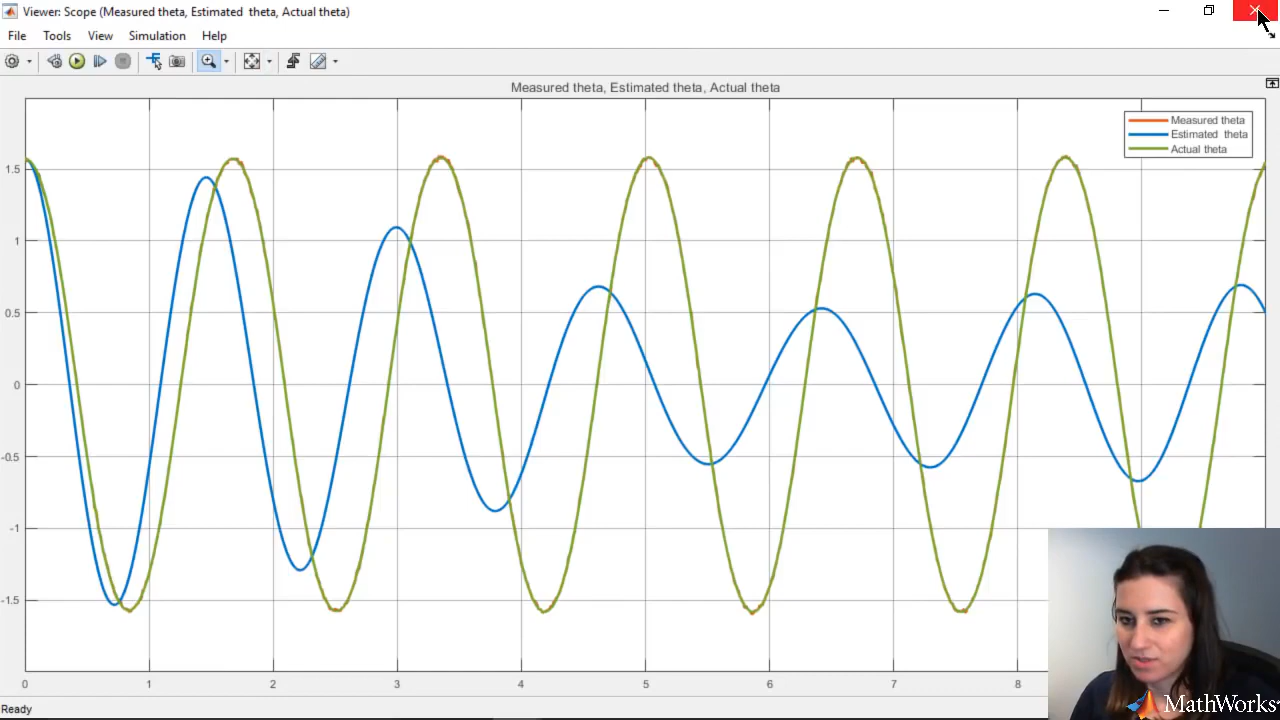 Viewer: Scope (Measured theta, Estimated theta, Actual theta)
File Tools View Simulation Help
Measured theta, Estimated theta, Actual theta
Measured theta
Estimated theta
Actual theta
1.5
1
0.5
0
-0.5
-1
-1.5
0 1 2 3 4 5 6 7 8
Ready
MathWorks